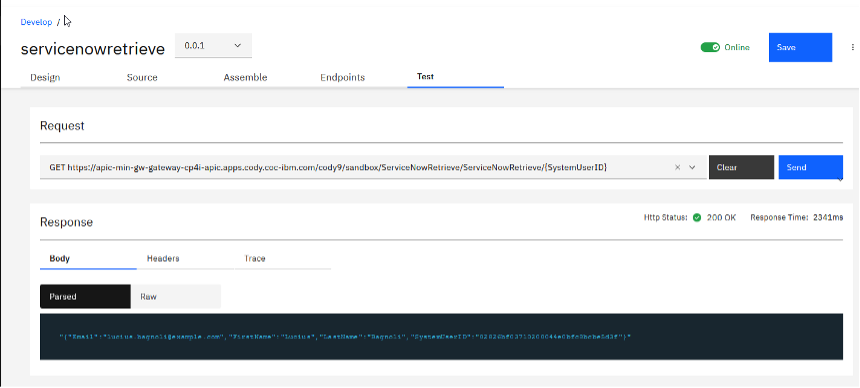 Develop /
servicenowretrieve 0.0.1 Online Save
Design Source Assemble Endpoints Test
Request
GET https://apic-min-gw-gateway-cp4i-apic.apps.cody.coc-ibm.com/cody9/sandbox/ServiceNowRetrieve/ServiceNowRetrieve/{SystemUserID} Clear Send
Response Http Status: 200 OK Response Time: 2341ms
Body Headers Trace
Parsed Raw
"{"Email":"lucius.bagnoli@example.com","FirstName":"Lucius","LastName":"Bagnoli","SystemUserID":